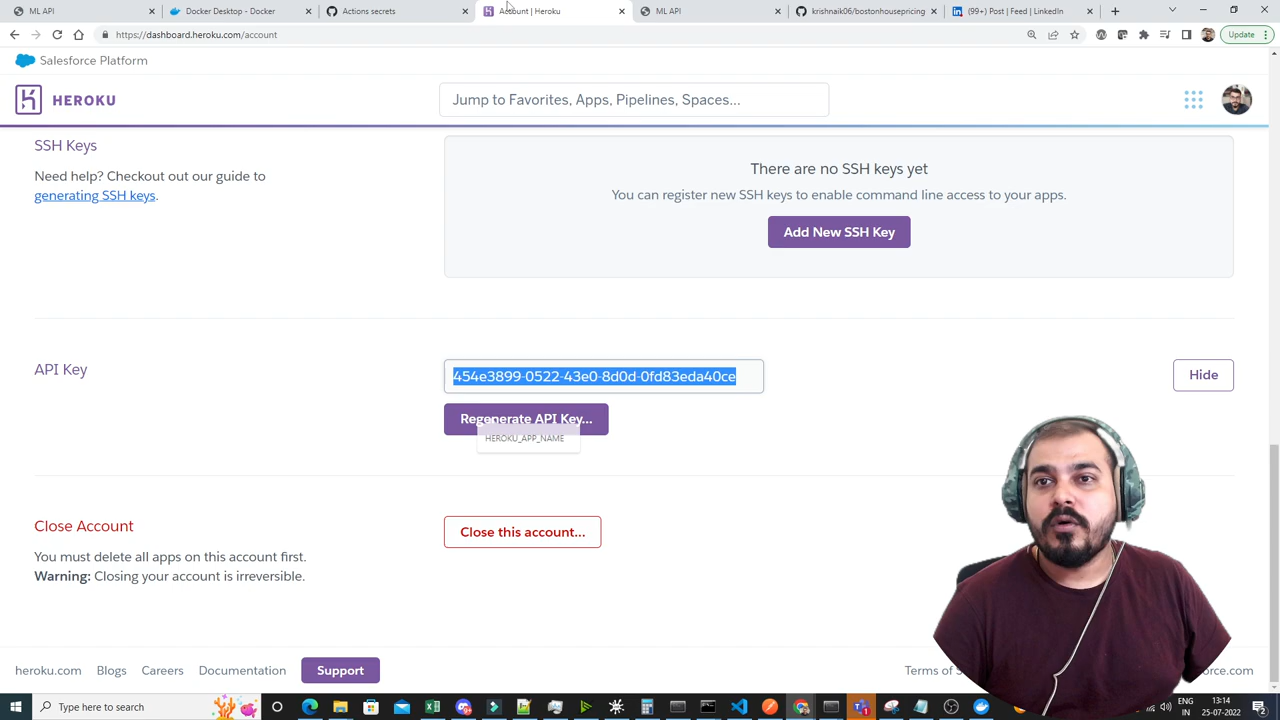 ML API
Docker Desktop - Docker
Actions secrets
Account | Heroku
ML API
krishnaik06/bostonhousepricing
(99+) Post | Feed | LinkedIn
https://dashboard.heroku.com/account
Update
Salesforce Platform
HEROKU
Jump to Favorites, Apps, Pipelines, Spaces...
SSH Keys
Need help? Checkout our guide to
generating SSH keys.
There are no SSH keys yet
You can register new SSH keys to enable command line access to your apps.
Add New SSH Key
API Key
454e3899-0522-43e0-8d0d-0fd83eda40ce
Hide
Regenerate API Key...
HEROKU_APP_NAME
Close Account
You must delete all apps on this account first.
Warning: Closing your account is irreversible.
Close this account...
heroku.com
Blogs
Careers
Documentation
Support
Terms of
Type here to search
ENG
IN
13:14
25-07-2022